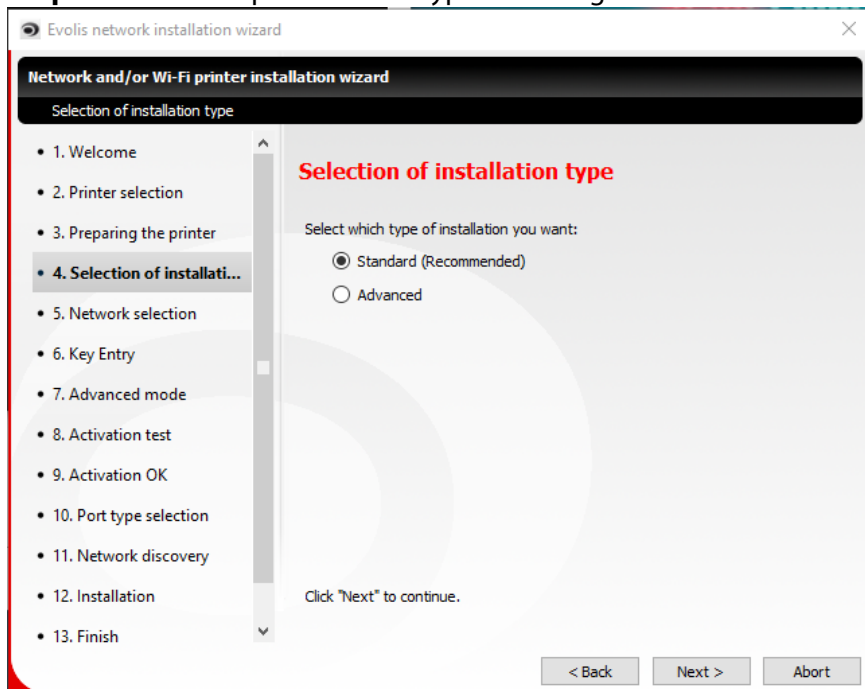 Evolis network installation wizard
Network and/or Wi-Fi printer installation wizard
Selection of installation type
• 1. Welcome
• 2. Printer selection
• 3. Preparing the printer
• 4. Selection of installati...
• 5. Network selection
• 6. Key Entry
• 7. Advanced mode
• 8. Activation test
• 9. Activation OK
• 10. Port type selection
• 11. Network discovery
• 12. Installation
• 13. Finish
Selection of installation type
Select which type of installation you want:
Standard (Recommended)
Advanced
Click "Next" to continue.
< Back
Next >
Abort